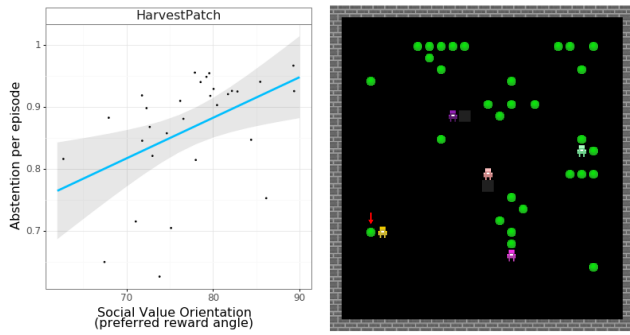 HarvestPatch
Abstention per episode
1
0.9
0.8
0.7
70
80
90
Social Value Orientation
(preferred reward angle)